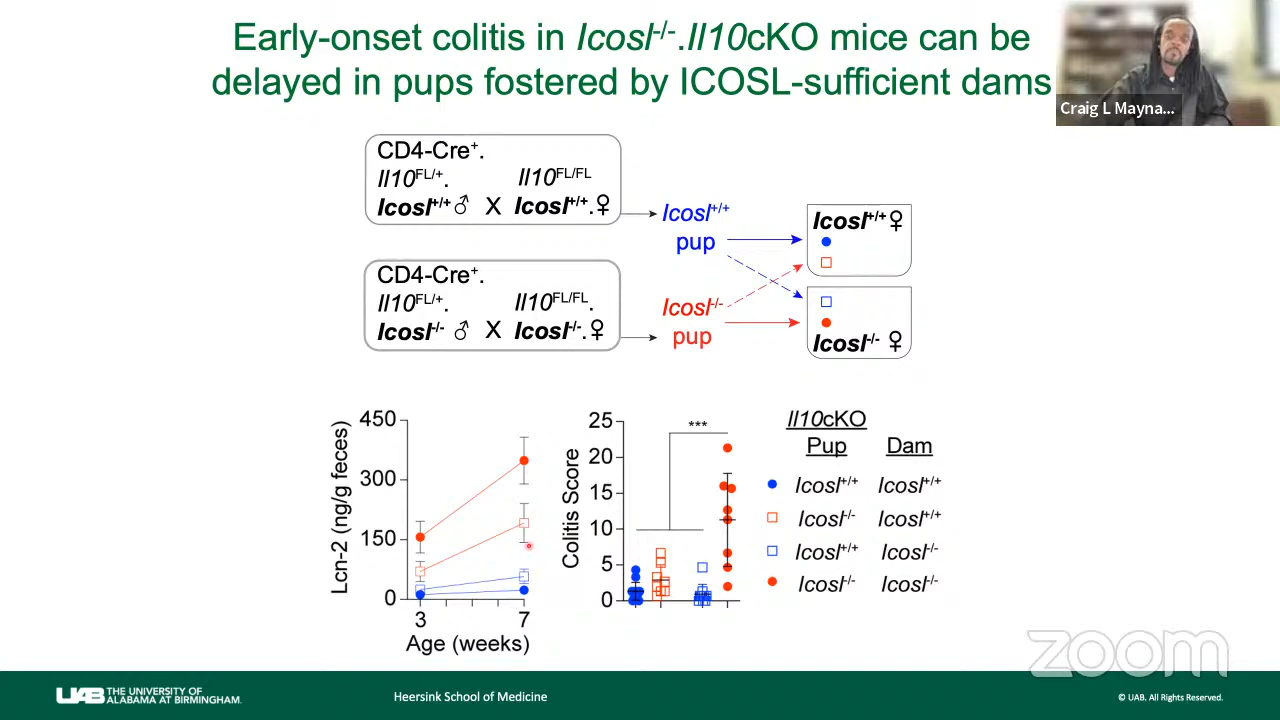 Early-onset colitis in Icosl-/-.Il10cKO mice can be
delayed in pups fostered by ICOSL-sufficient dams
Craig L Mayna...
CD4-Cre+.
Il10FL/+. Il10FL/FL
Icosl+/+♂ X Icosl+/+.♀
Icosl+/+
pup
Icosl+/+♀
CD4-Cre+.
Il10FL/+. Il10FL/FL.
Icosl-/- ♂ X Icosl-/-.♀
Icosl-/-
pup
Icosl-/- ♀
Lcn-2 (ng/g feces)
450
300
150
0
3 7
Age (weeks)
Colitis Score
25
20
15
10
5
0
***
Il10cKO
Pup Dam
Icosl+/+ Icosl+/+
Icosl-/- Icosl+/+
Icosl+/+ Icosl-/-
Icosl-/- Icosl-/-
zoom
UAB THE UNIVERSITY OF
ALABAMA AT BIRMINGHAM.
Heersink School of Medicine
© UAB. All Rights Reserved.